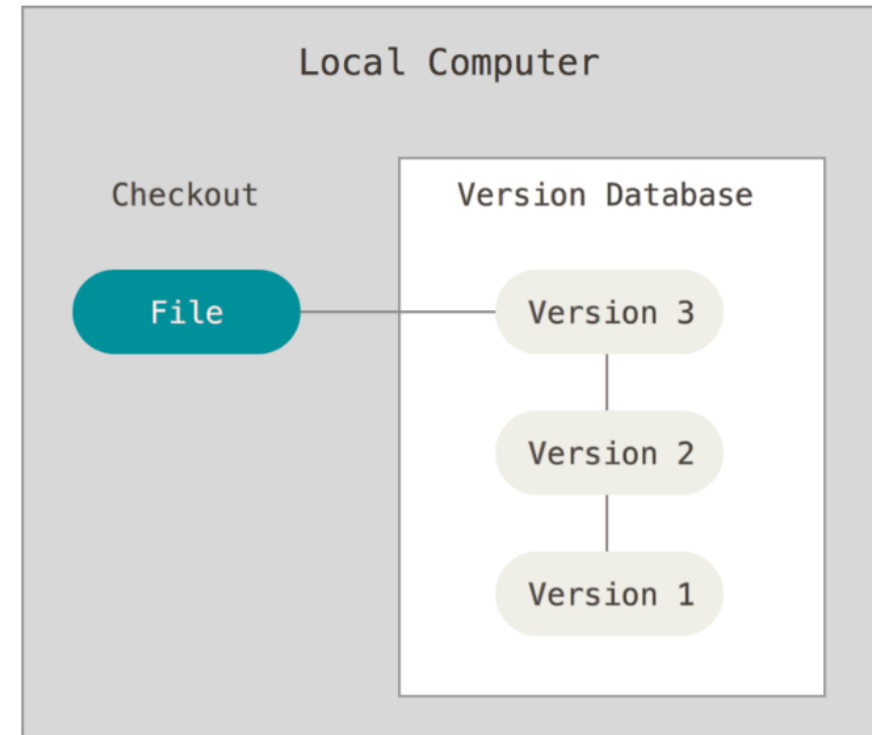 Local Computer
Checkout
Version Database
File
Version 3
Version 2
Version 1